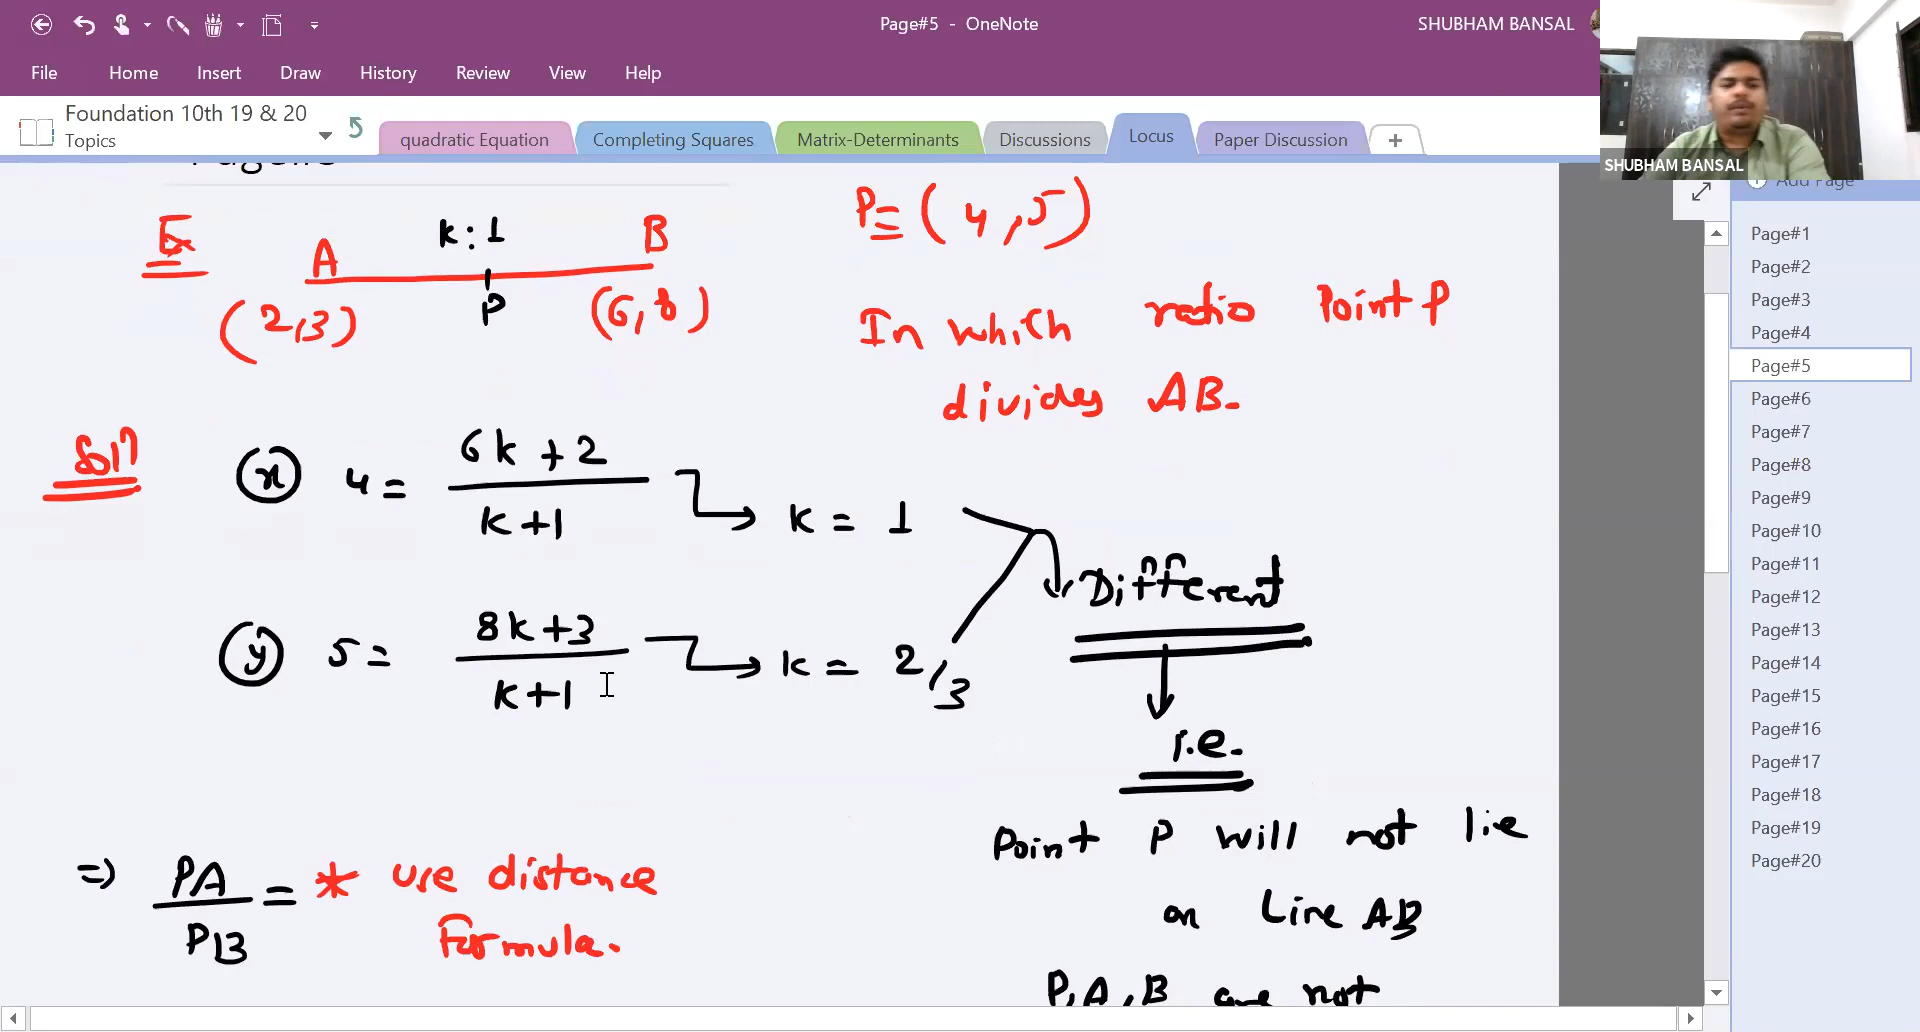 Page#5 - OneNote
SHUBHAM BANSAL
File Home Insert Draw History Review View Help
Foundation 10th 19 & 20
Topics
quadratic Equation Completing Squares Matrix-Determinants Discussions Locus Paper Discussion +
SHUBHAM BANSAL
Add Page
Page#1
Page#2
Page#3
Page#4
Page#5
Page#6
Page#7
Page#8
Page#9
Page#10
Page#11
Page#12
Page#13
Page#14
Page#15
Page#16
Page#17
Page#18
Page#19
Page#20
Ex
A k:1 B
P
(2,3) (6,8)
P≡(4,5)
In which ratio Point P
divides AB.
Solⁿ
(x) 4 = (6k+2)/(k+1) → k = 1
Different
(y) 5 = (8k+3)/(k+1) → k = 2/3
i.e.
Point P will not lie
on Line AB
P,A,B are not
=> PA/PB = * use distance
formula.